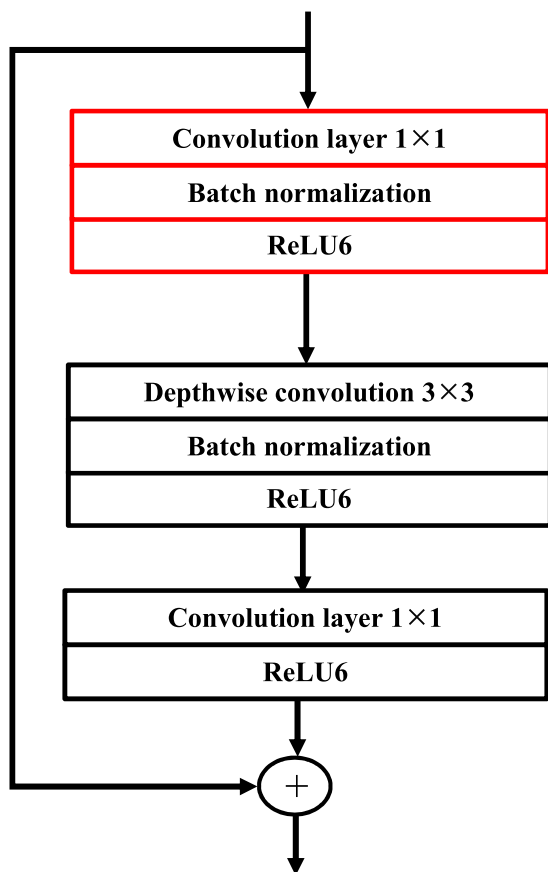 Convolution layer 1×1
Batch normalization
ReLU6
Depthwise convolution 3×3
Batch normalization
ReLU6
Convolution layer 1×1
ReLU6
+